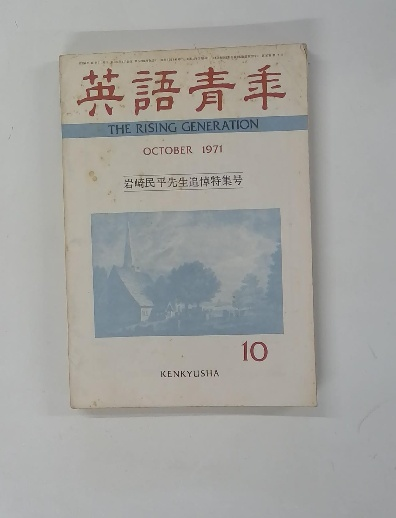 英語青年
THE RISING GENERATION
OCTOBER 1971
岩崎民平先生追悼特集号
10
KENKYUSHA